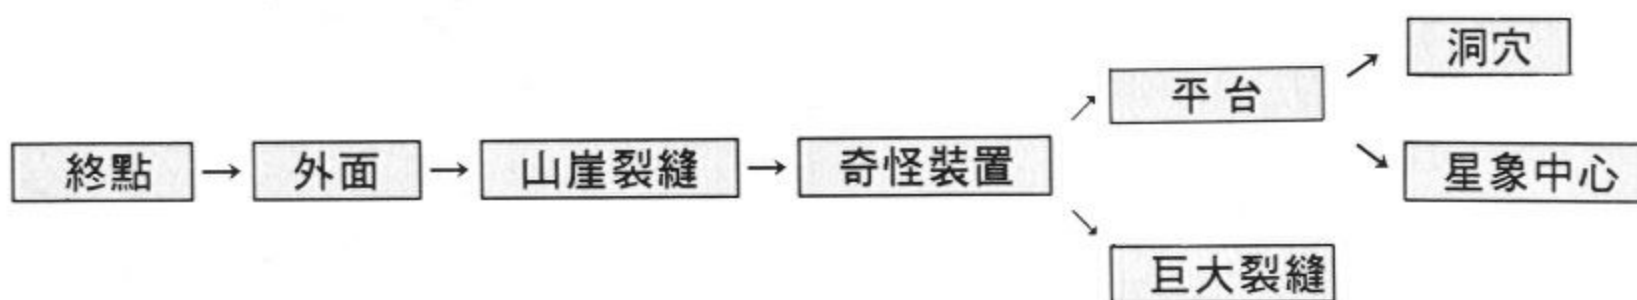 洞穴
平台
終點 → 外面 → 山崖裂縫 → 奇怪裝置
星象中心
巨大裂縫